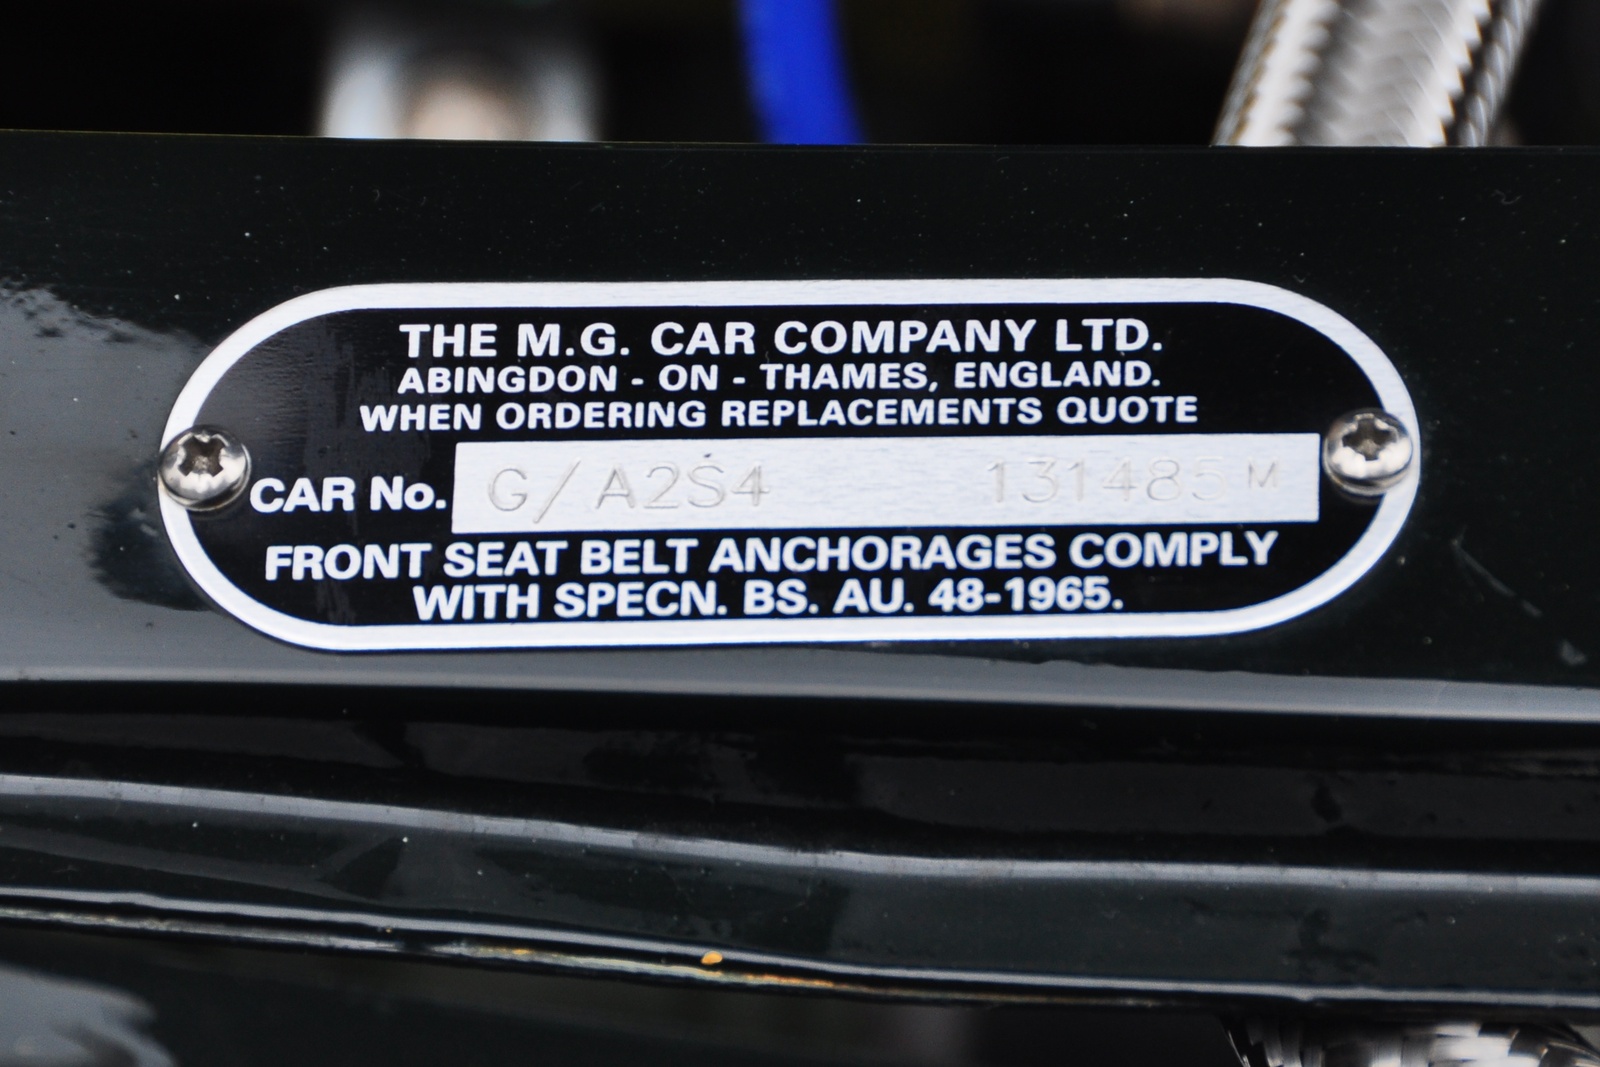 THE M.G. CAR COMPANY LTD.
ABINGDON - ON - THAMES, ENGLAND.
WHEN ORDERING REPLACEMENTS QUOTE
CAR No. G/A2S4 131485M
FRONT SEAT BELT ANCHORAGES COMPLY
WITH SPECN. BS. AU. 48-1965.